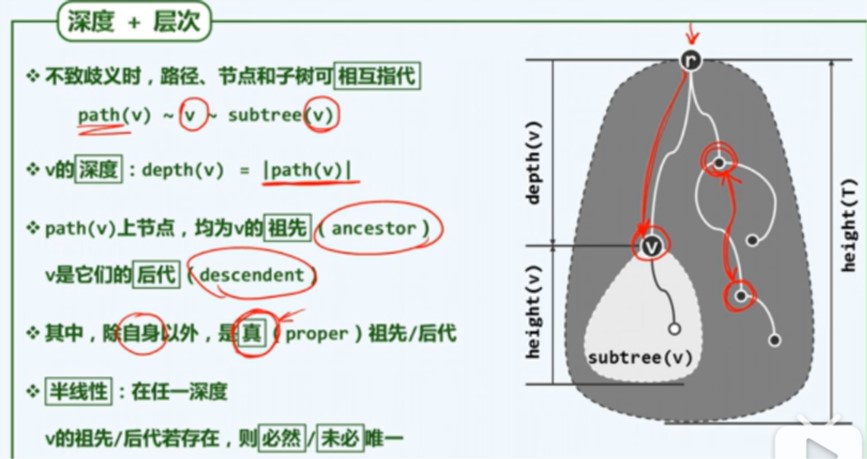 深度 + 层次
❖ 不致歧义时，路径、节点和子树可相互指代
path(v) ~ v ~ subtree(v)
❖ v的深度：depth(v) = |path(v)|
❖ path(v)上节点，均为v的祖先（ancestor）
v是它们的后代（descendent）
❖ 其中，除自身以外，是真（proper）祖先/后代
❖ 半线性：在任一深度
v的祖先/后代若存在，则必然/未必唯一
r
depth(v)
v
height(v)
subtree(v)
height(T)